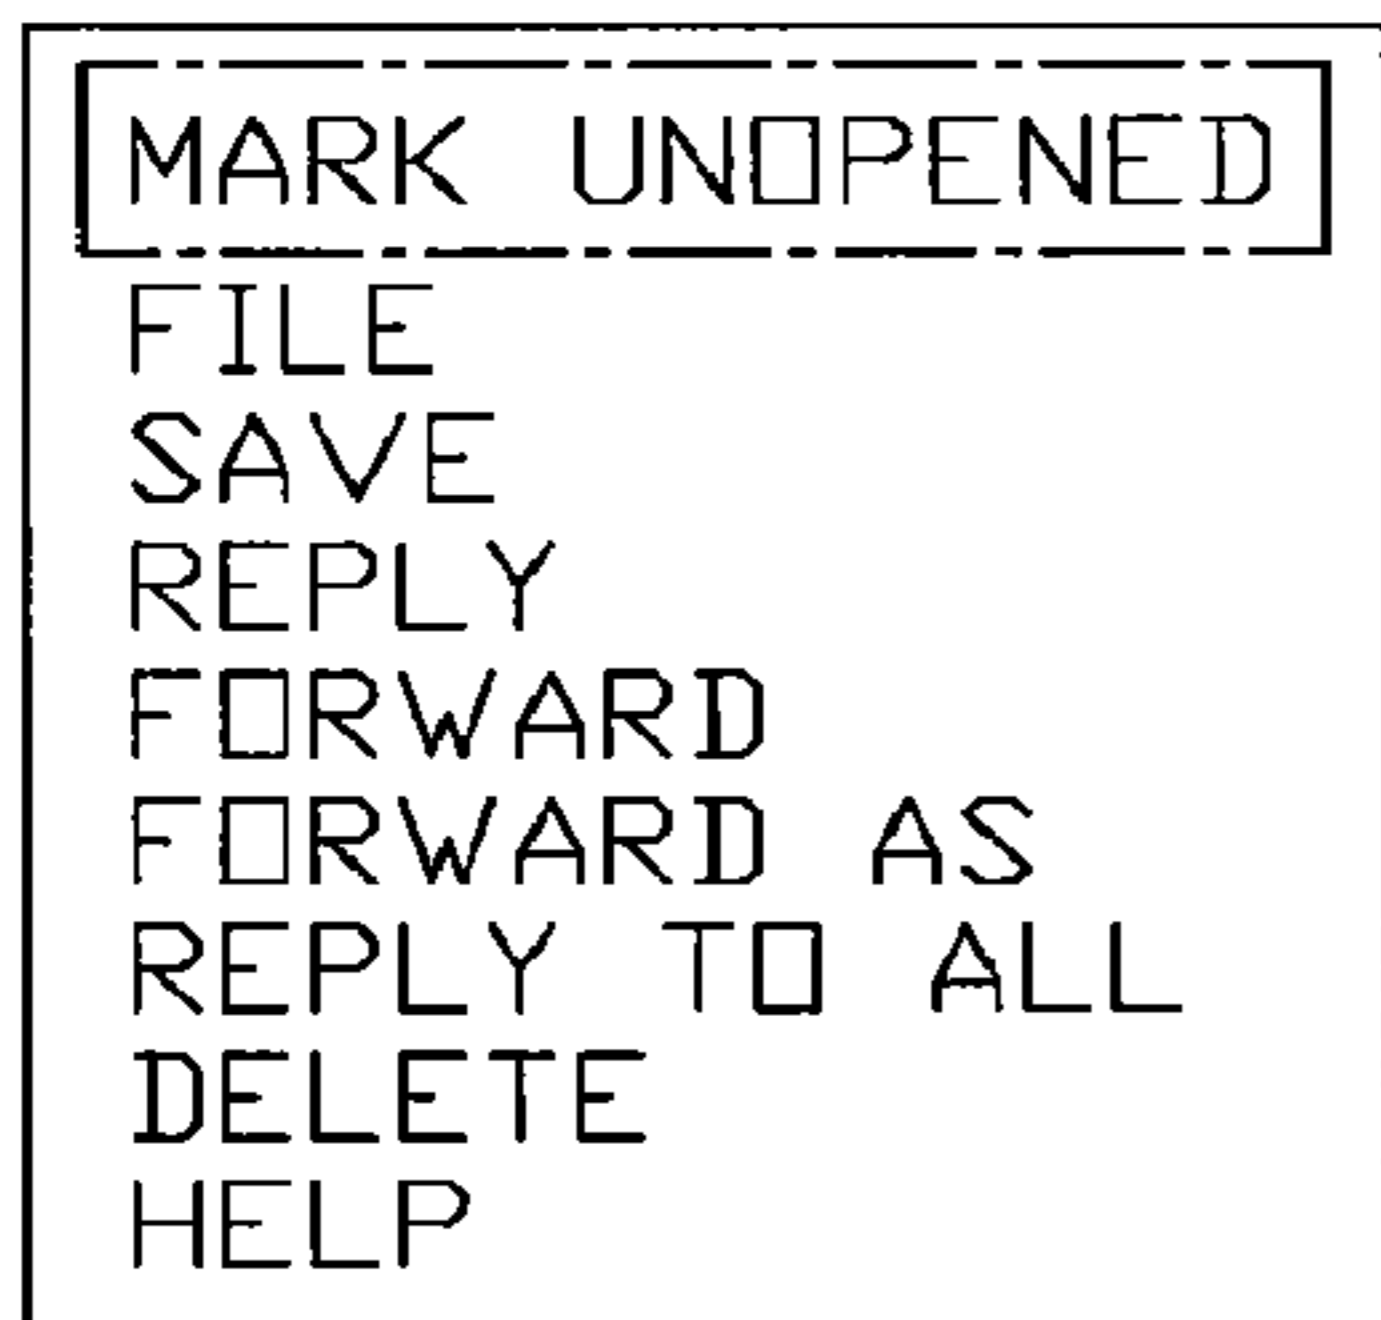 MARK UNOPENED
FILE
SAVE
REPLY
FORWARD
FORWARD AS
REPLY TO ALL
DELETE
HELP